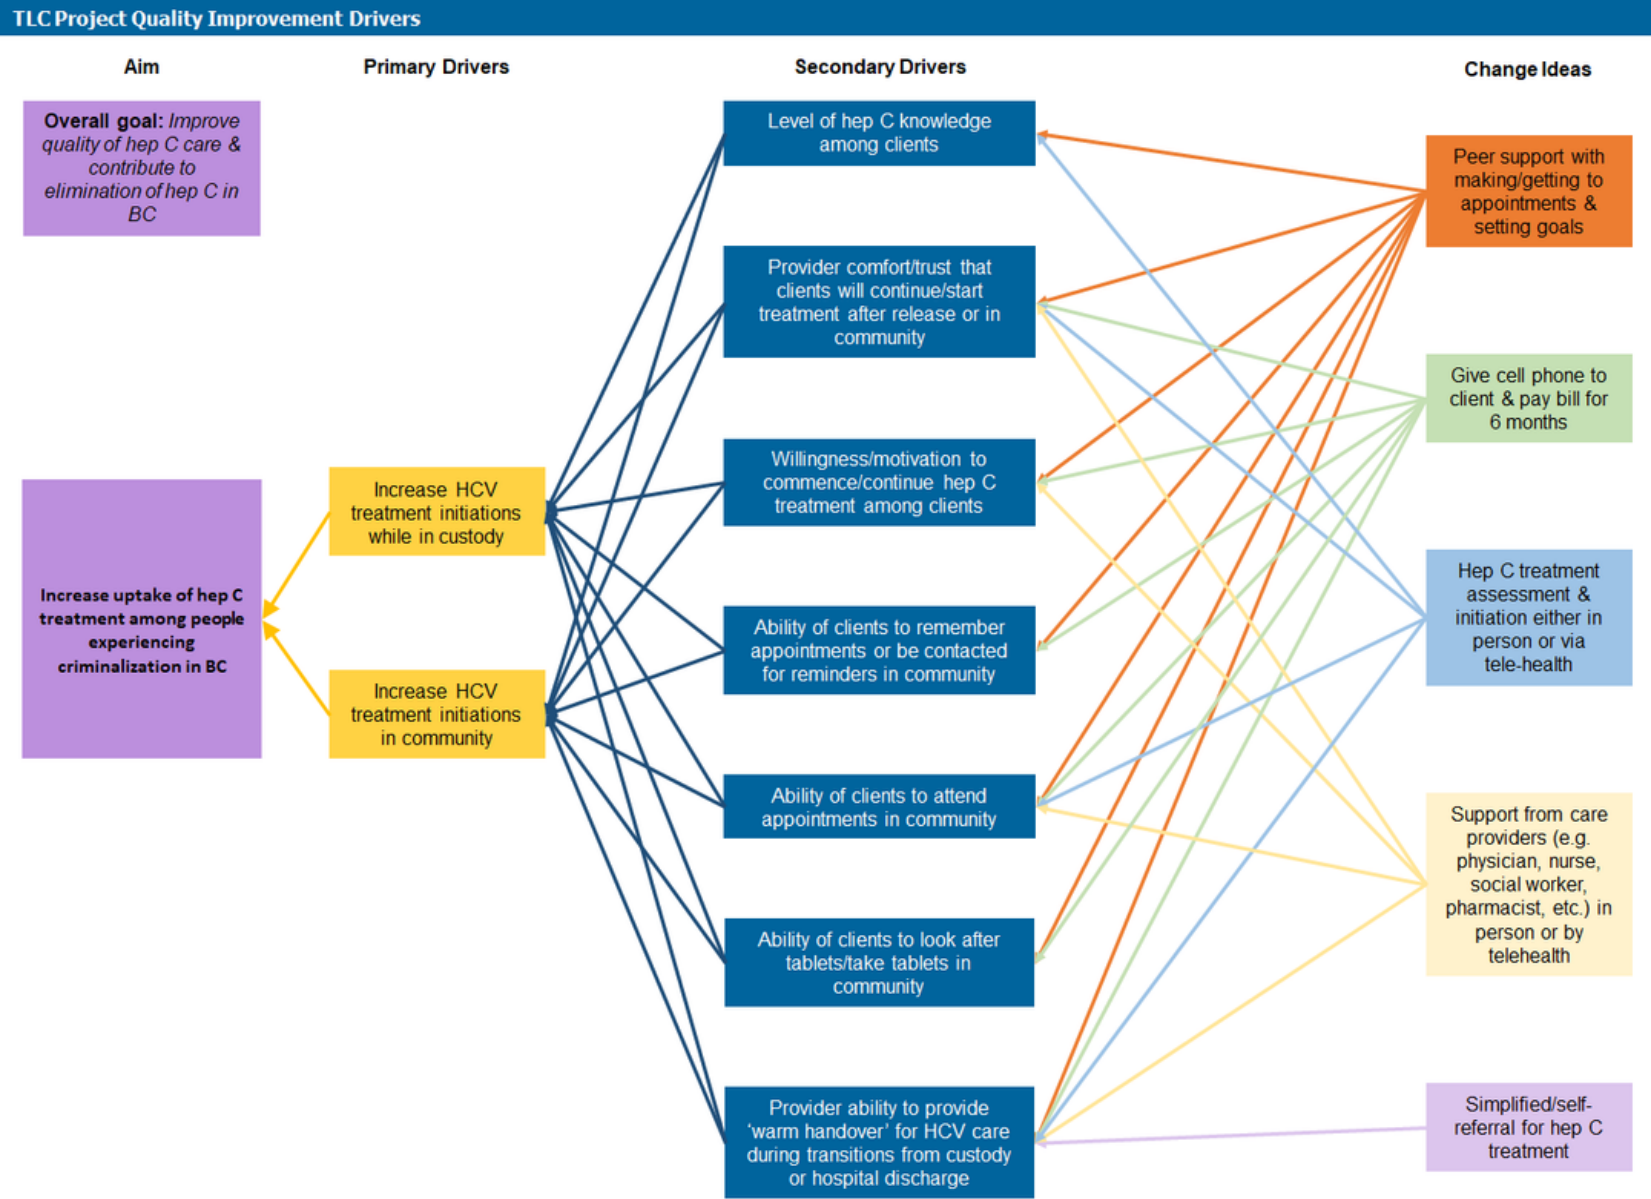 TLC Project Quality Improvement Drivers
Aim
Primary Drivers
Secondary Drivers
Change Ideas
Overall goal: Improve
quality of hep C care &
contribute to
elimination of hep C in
BC
Increase uptake of hep C
treatment among people
experiencing
criminalization in BC
Increase HCV
treatment initiations
while in custody
Increase HCV
treatment initiations
in community
Level of hep C knowledge
among clients
Provider comfort/trust that
clients will continue/start
treatment after release or in
community
Willingness/motivation to
commence/continue hep C
treatment among clients
Ability of clients to remember
appointments or be contacted
for reminders in community
Ability of clients to attend
appointments in community
Ability of clients to look after
tablets/take tablets in
community
Provider ability to provide
‘warm handover’ for HCV care
during transitions from custody
or hospital discharge
Peer support with
making/getting to
appointments &
setting goals
Give cell phone to
client & pay bill for
6 months
Hep C treatment
assessment &
initiation either in
person or via
tele-health
Support from care
providers (e.g.
physician, nurse,
social worker,
pharmacist, etc.) in
person or by
telehealth
Simplified/self-
referral for hep C
treatment